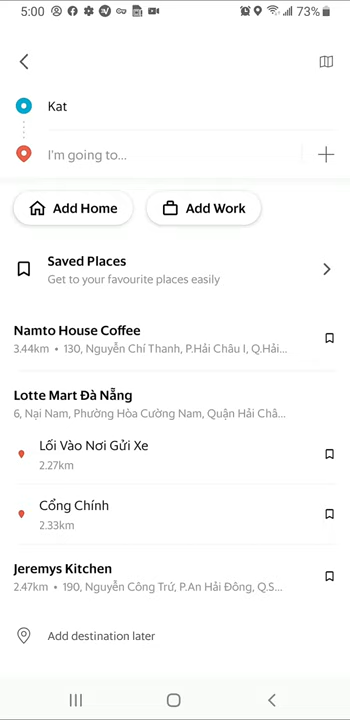 5:00
73%
Kat
I'm going to...
Add Home
Add Work
Saved Places
Get to your favourite places easily
Namto House Coffee
3.44km • 130, Nguyễn Chí Thanh, P.Hải Châu I, Q.Hải...
Lotte Mart Đà Nẵng
6, Nại Nam, Phường Hòa Cường Nam, Quận Hải Châ...
Lối Vào Nơi Gửi Xe
2.27km
Cổng Chính
2.33km
Jeremys Kitchen
2.47km • 190, Nguyễn Công Trứ, P.An Hải Đông, Q.S...
Add destination later